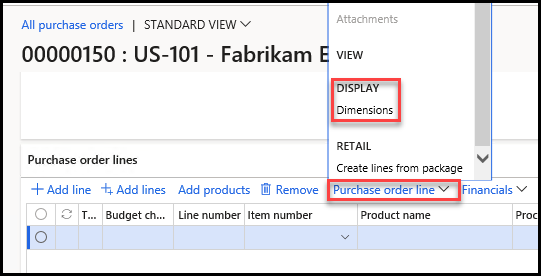 All purchase orders | STANDARD VIEW
00000150 : US-101 - Fabrikam E
Attachments
VIEW
DISPLAY
Dimensions
RETAIL
Create lines from package
Purchase order lines
+ Add line Add lines Add products Remove Purchase order line Financials
T... Budget ch... Line number Item number Product name Proc